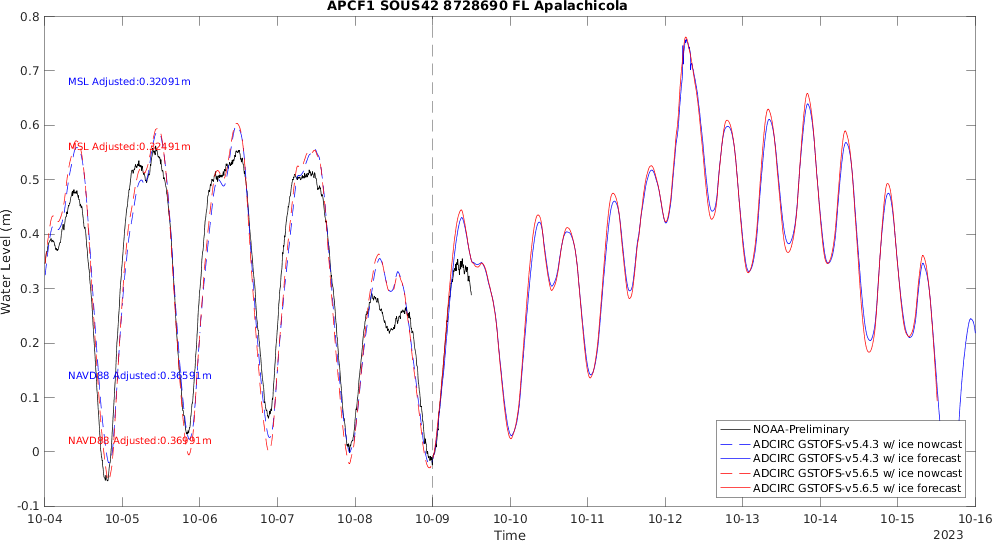 APCF1 SOUS42 8728690 FL Apalachicola
Water Level (m)
0.8
0.7
0.6
0.5
0.4
0.3
0.2
0.1
0
-0.1
MSL Adjusted:0.32091m
MSL Adjusted:0.32491m
NAVD88 Adjusted:0.36591m
NAVD88 Adjusted:0.36991m
NOAA-Preliminary
ADCIRC GSTOFS-v5.4.3 w/ ice nowcast
ADCIRC GSTOFS-v5.4.3 w/ ice forecast
ADCIRC GSTOFS-v5.6.5 w/ ice nowcast
ADCIRC GSTOFS-v5.6.5 w/ ice forecast
10-04 10-05 10-06 10-07 10-08 10-09 10-10 10-11 10-12 10-13 10-14 10-15 10-16
Time
2023